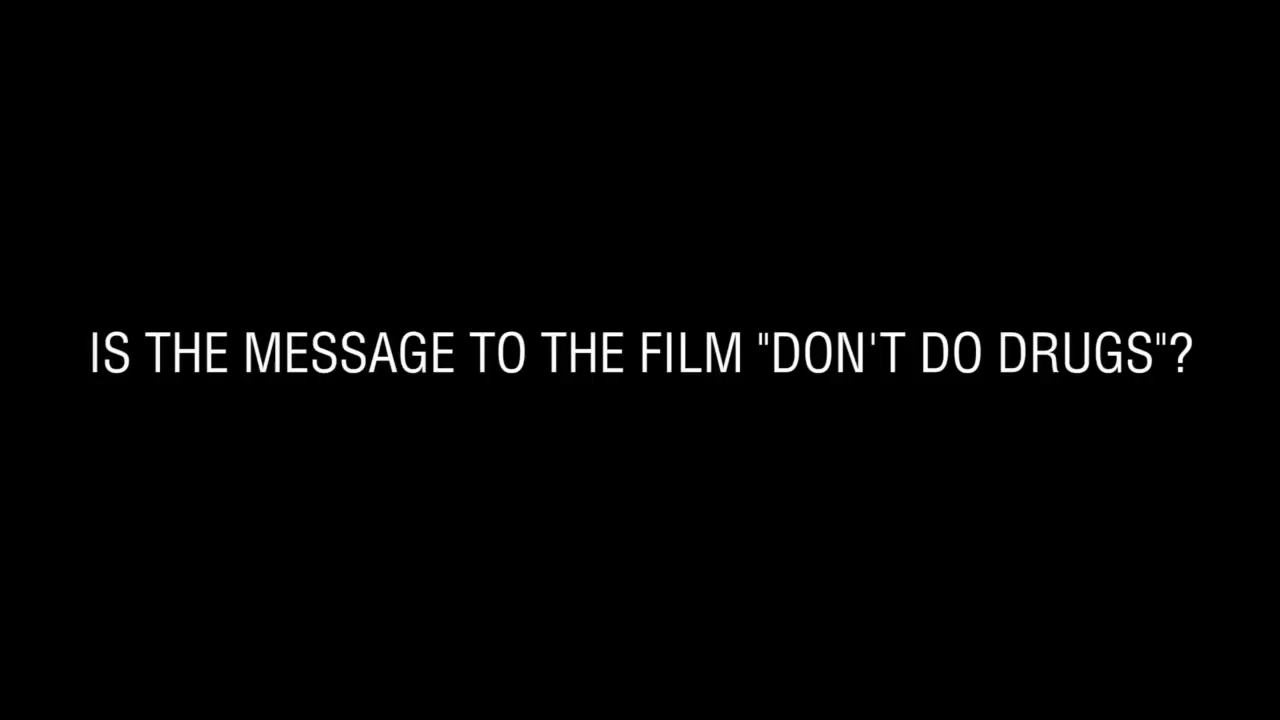 IS THE MESSAGE TO THE FILM "DON'T DO DRUGS"?